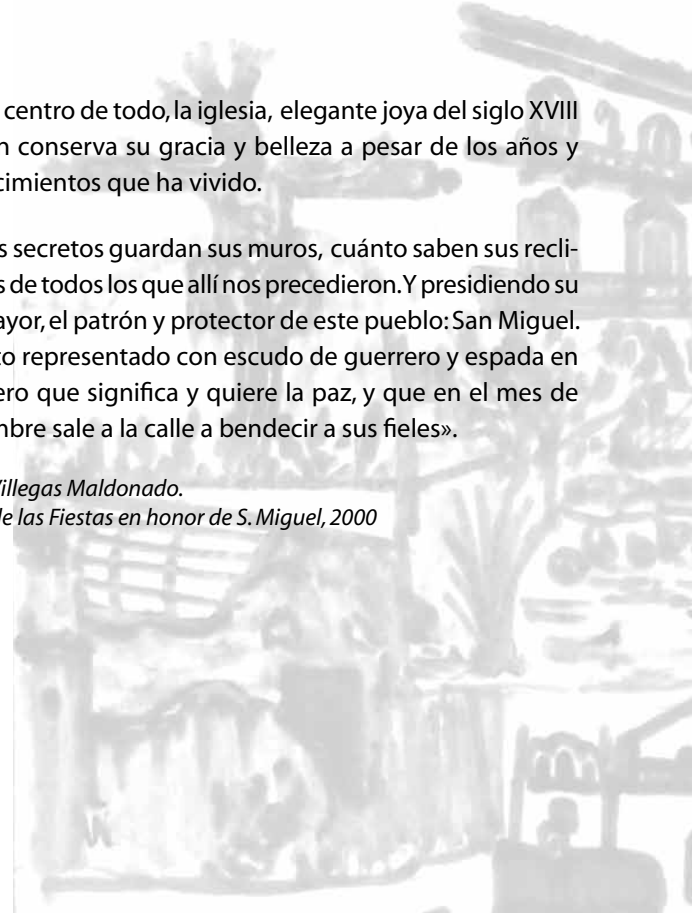 centro de todo, la iglesia, elegante joya del siglo XVIII
n conserva su gracia y belleza a pesar de los años y
cimientos que ha vivido.
s secretos guardan sus muros, cuánto saben sus recli-
s de todos los que allí nos precedieron. Y presidiendo su
ayor, el patrón y protector de este pueblo: San Miguel.
to representado con escudo de guerrero y espada en
ero que significa y quiere la paz, y que en el mes de
mbre sale a la calle a bendecir a sus fieles».
Villegas Maldonado.
de las Fiestas en honor de S. Miguel, 2000